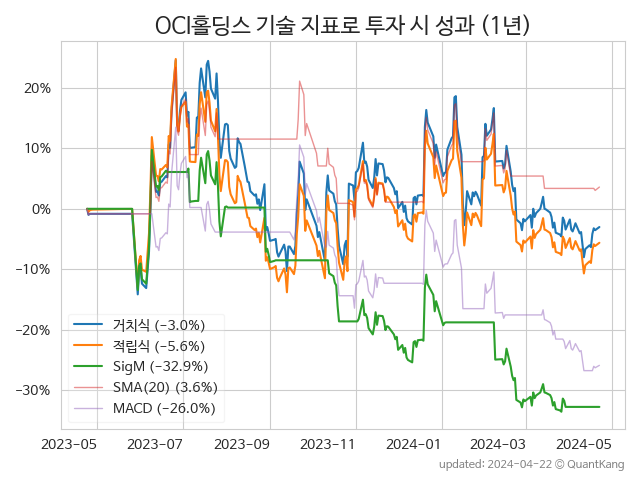 OCI홀딩스 기술 지표로 투자 시 성과 (1년)
20%
10%
0%
−10%
−20%
−30%
거치식 (−3.0%)
적립식 (−5.6%)
SigM (−32.9%)
SMA(20) (3.6%)
MACD (−26.0%)
2023−05
2023−07
2023−09
2023−11
2024−01
2024−03
2024−05
updated: 2024−04−22 © QuantKang